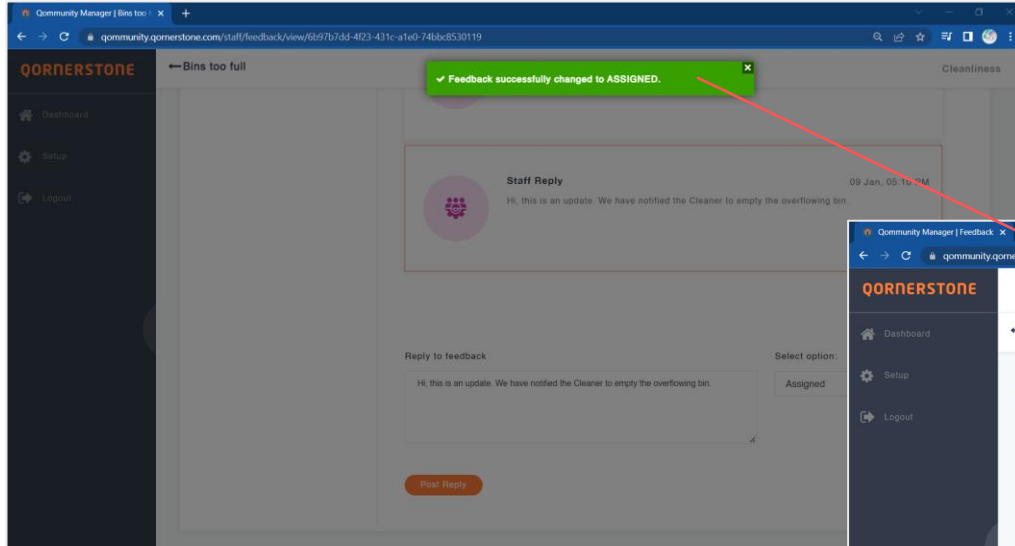 Qommunity Manager | Bins too
qommunity.qornerstone.com/staff/feedback/view/6b97b7dd-4f23-431c-a1e0-74bbc8530119
QORNERSTONE
Bins too full
✔ Feedback successfully changed to ASSIGNED.
Cleanliness
Dashboard
Setup
Logout
Staff Reply
09 Jan, 05:10 PM
Hi, this is an update. We have notified the Cleaner to empty the overflowing bin.
Reply to feedback
Select option:
Hi, this is an update. We have notified the Cleaner to empty the overflowing bin.
Assigned
Post Reply
Qommunity Manager | Feedback
qommunity.qorne
QORNERSTONE
Dashboard
Setup
Logout